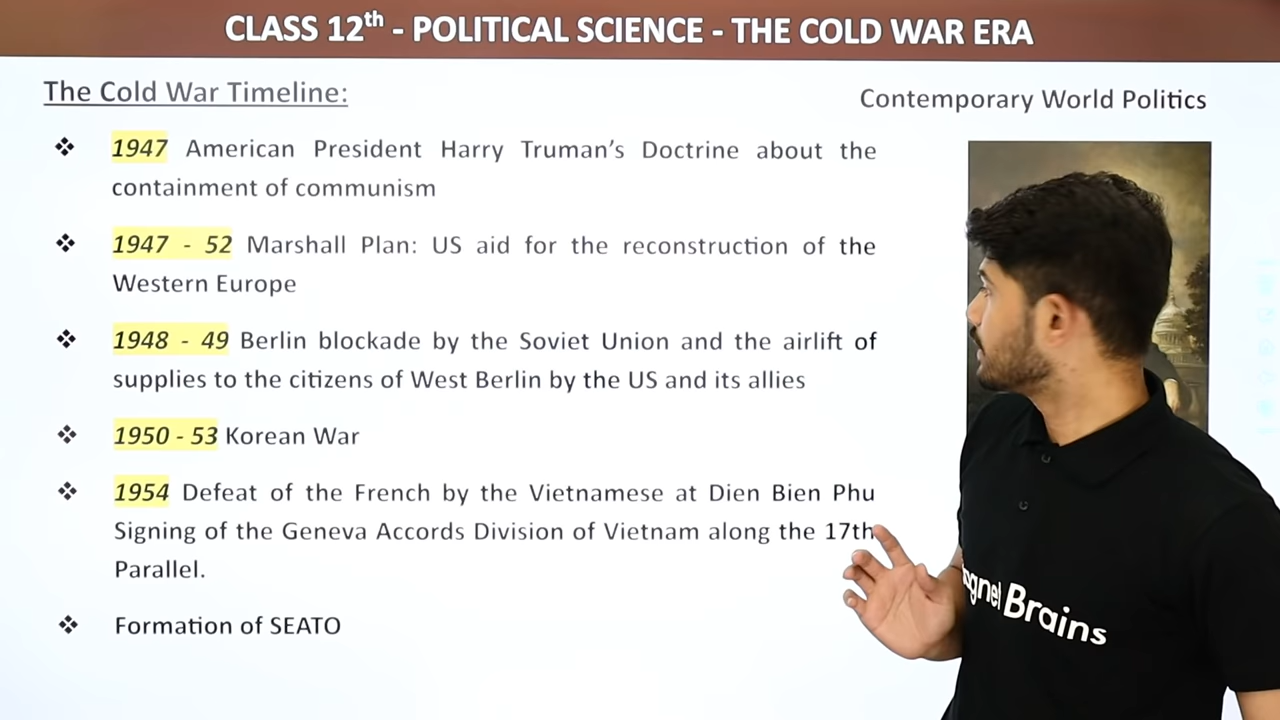 CLASS 12th - POLITICAL SCIENCE - THE COLD WAR ERA
The Cold War Timeline:
Contemporary World Politics
❖ 1947 American President Harry Truman's Doctrine about the
containment of communism
❖ 1947 - 52 Marshall Plan: US aid for the reconstruction of the
Western Europe
❖ 1948 - 49 Berlin blockade by the Soviet Union and the airlift of
supplies to the citizens of West Berlin by the US and its allies
❖ 1950 - 53 Korean War
❖ 1954 Defeat of the French by the Vietnamese at Dien Bien Phu
Signing of the Geneva Accords Division of Vietnam along the 17th
Parallel.
❖ Formation of SEATO
Brains